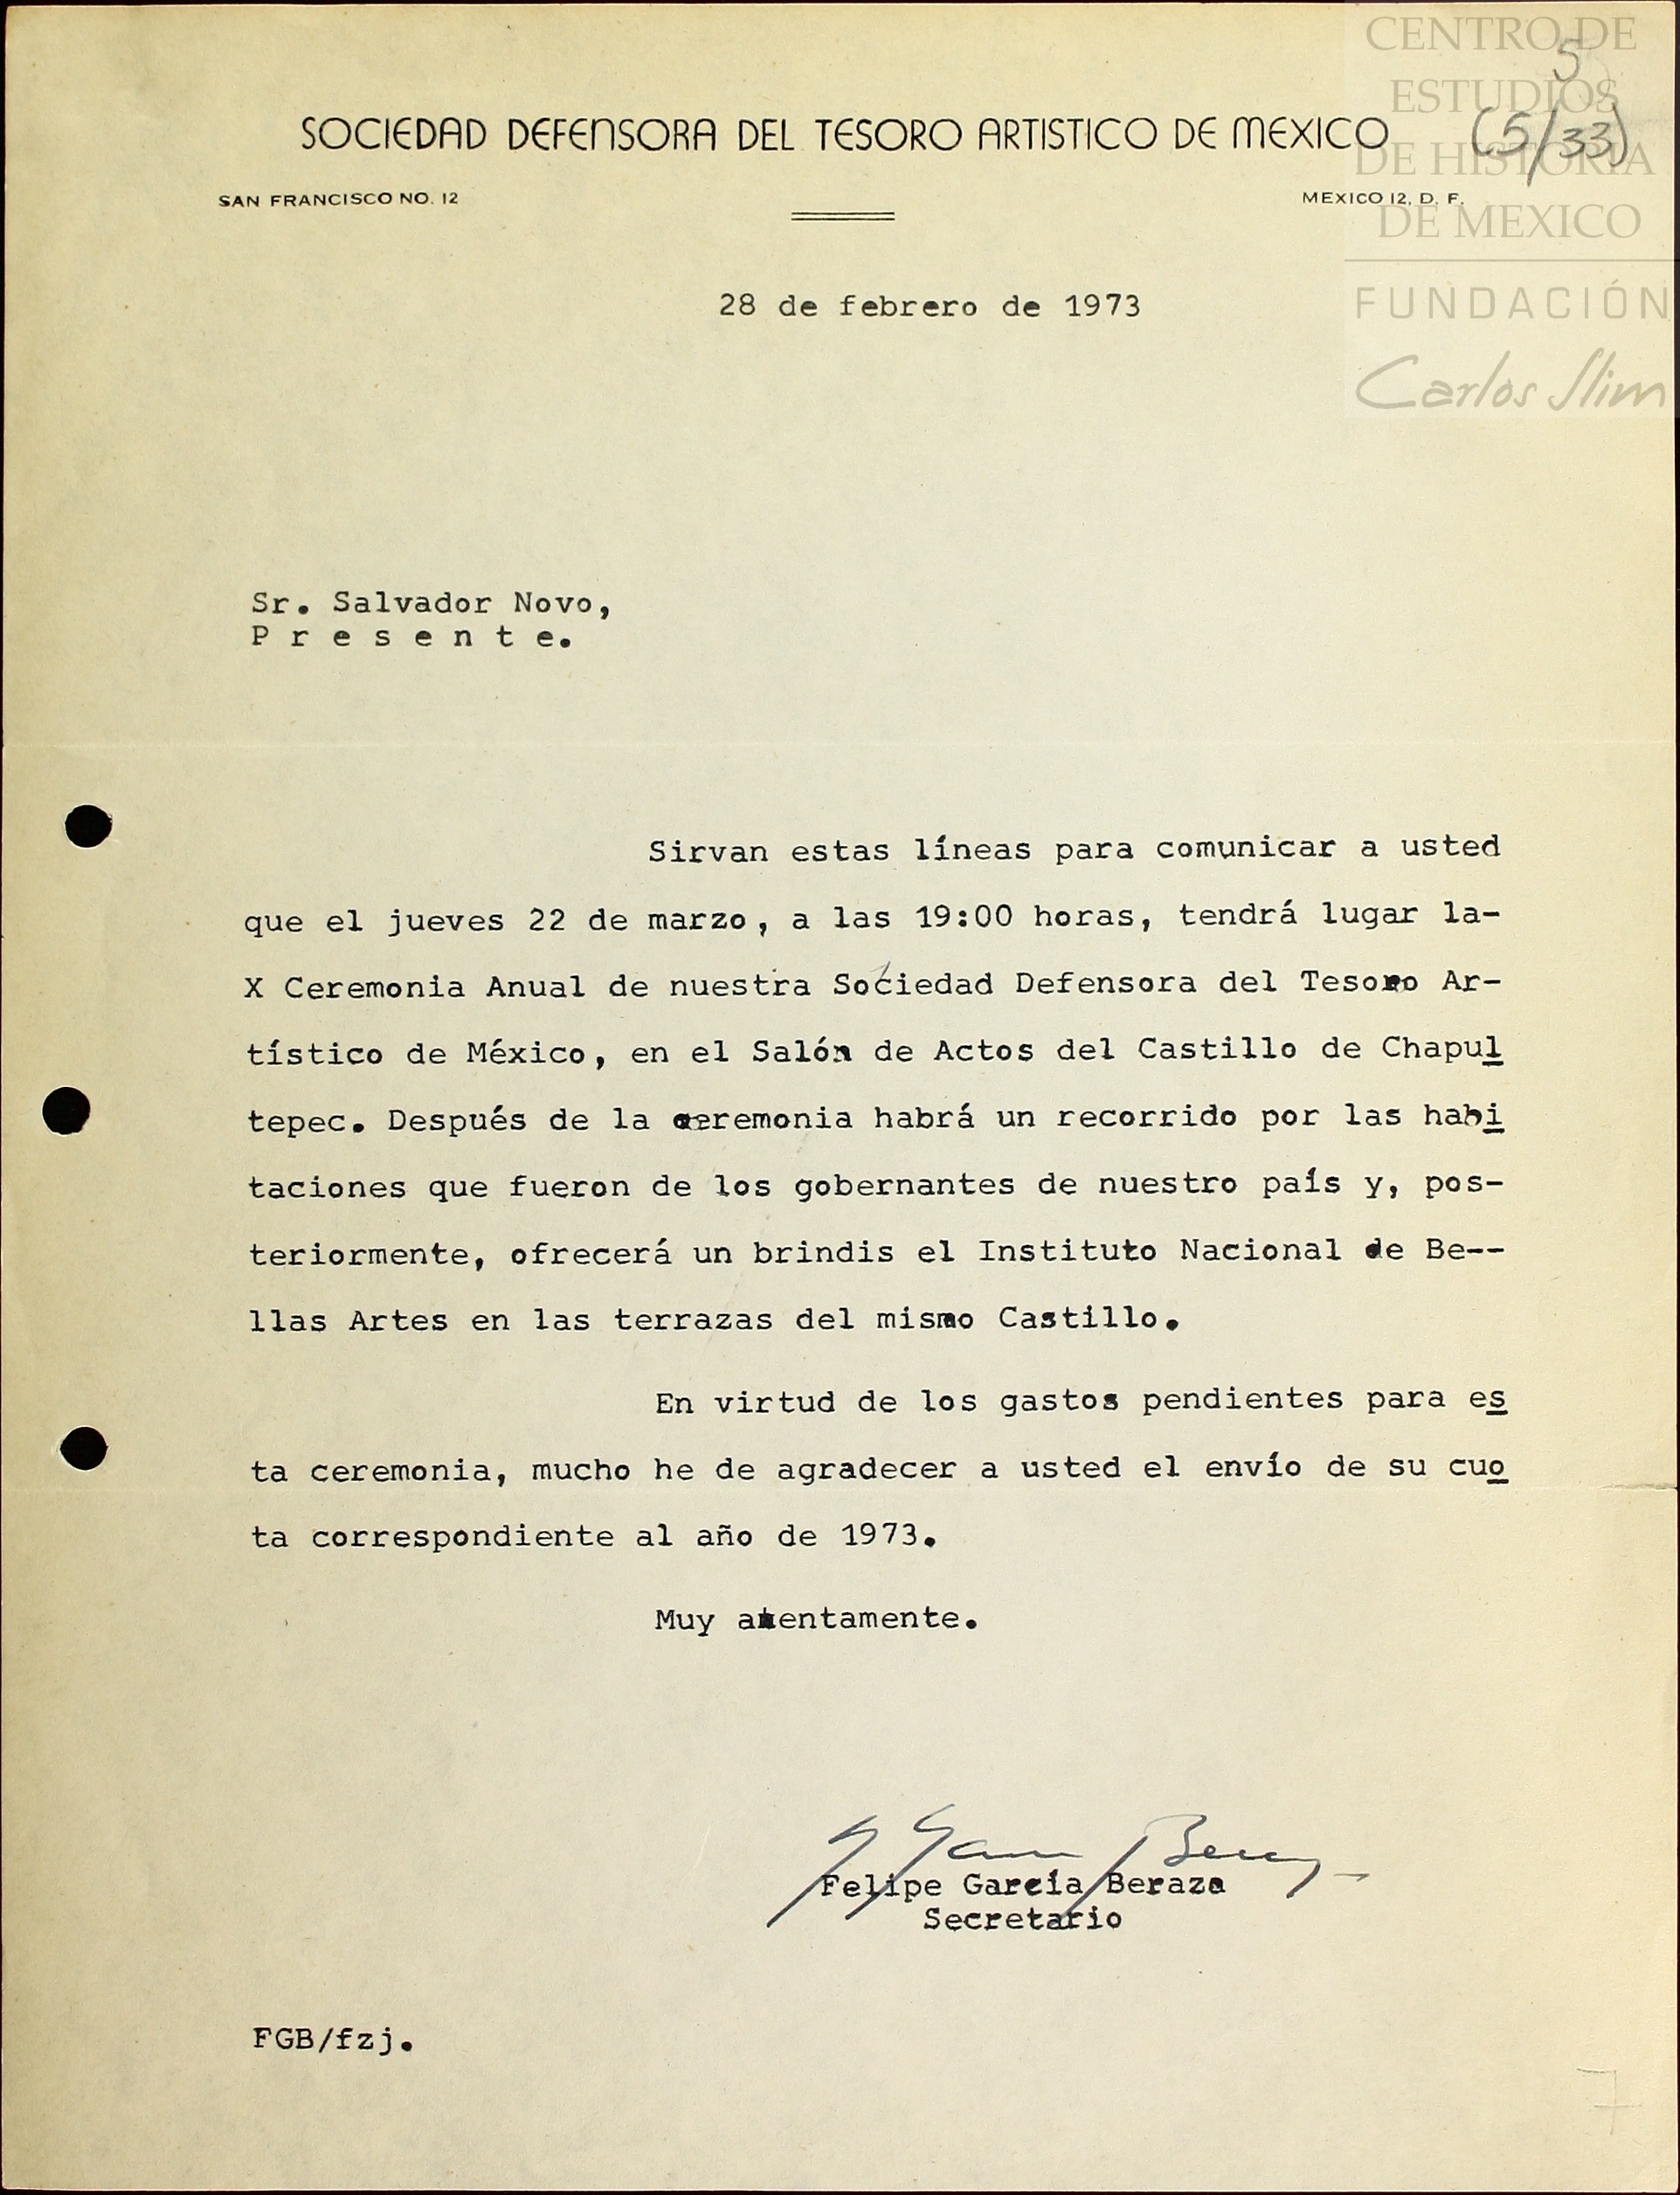 CENTRO DE
ESTUDIOS
DE HISTORIA
DE MEXICO
FUNDACIÓN
Carlos Slim
5
(5/33)
SOCIEDAD DEFENSORA DEL TESORO ARTISTICO DE MEXICO
SAN FRANCISCO NO. 12
MEXICO 12, D. F.
28 de febrero de 1973
Sr. Salvador Novo,
P r e s e n t e.
Sirvan estas líneas para comunicar a usted
que el jueves 22 de marzo, a las 19:00 horas, tendrá lugar la-
X Ceremonia Anual de nuestra Sociedad Defensora del Tesoro Ar-
tístico de México, en el Salón de Actos del Castillo de Chapul
tepec. Después de la ceremonia habrá un recorrido por las habi
taciones que fueron de los gobernantes de nuestro país y, pos-
teriormente, ofrecerá un brindis el Instituto Nacional de Be--
llas Artes en las terrazas del mismo Castillo.
En virtud de los gastos pendientes para es
ta ceremonia, mucho he de agradecer a usted el envío de su cuo
ta correspondiente al año de 1973.
Muy atentamente.
Felipe García Beraza
Secretario
FGB/fzj.
7